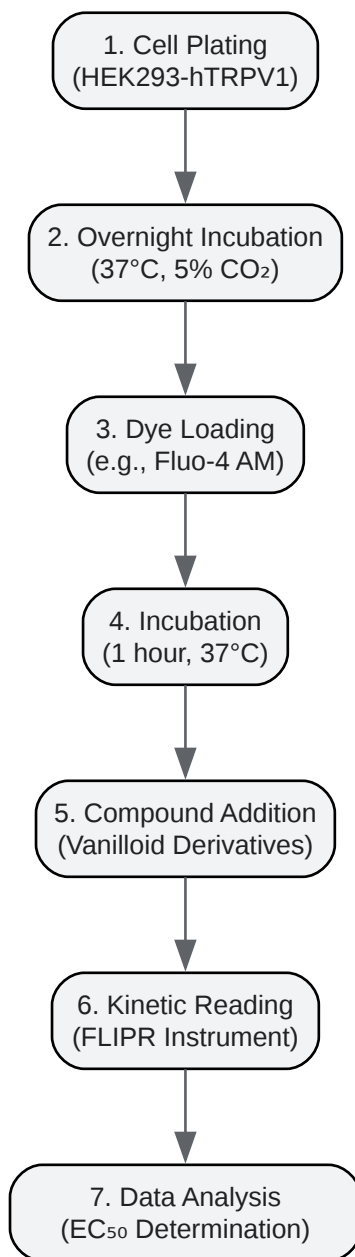 1. Cell Plating
(HEK293-hTRPV1)
2. Overnight Incubation
(37°C, 5% CO₂)
3. Dye Loading
(e.g., Fluo-4 AM)
4. Incubation
(1 hour, 37°C)
5. Compound Addition
(Vanilloid Derivatives)
6. Kinetic Reading
(FLIPR Instrument)
7. Data Analysis
(EC₅₀ Determination)